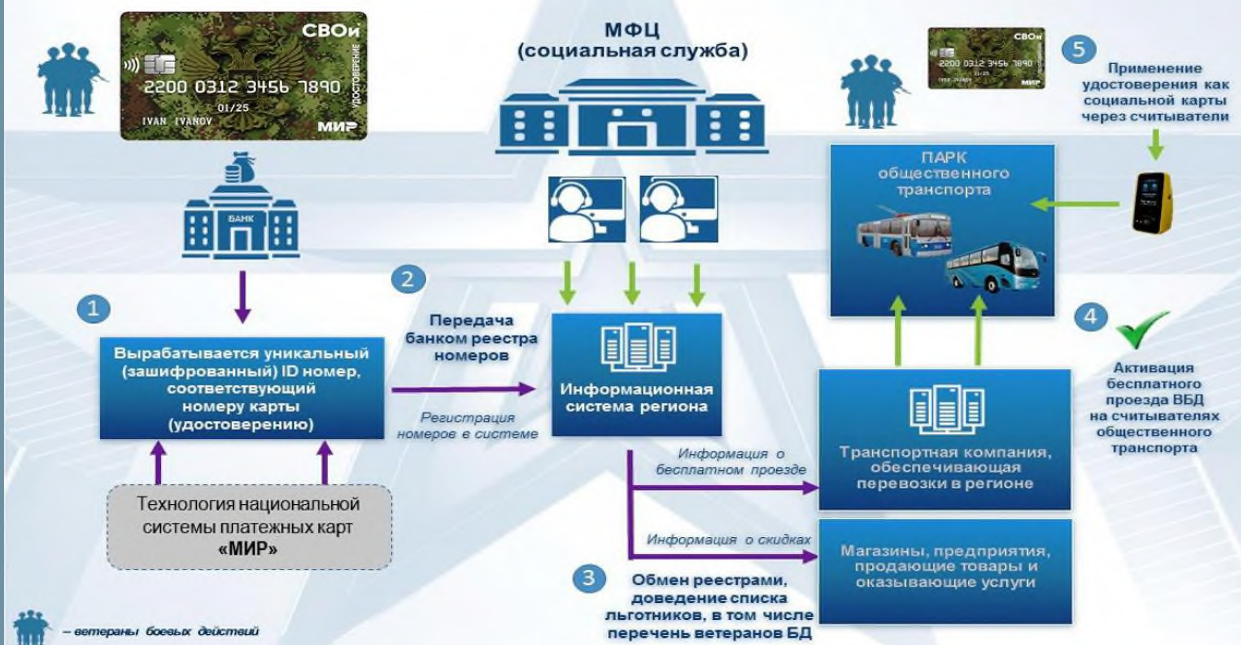 СВОи
УДОСТОВЕРЕНИЕ
2200 0312 3456 7890
01/25
IVAN IVANOV
МИР
БАНК
МФЦ
(социальная служба)
СВОи
2200 0312 3456 7890
МИР
5
Применение
удостоверения как
социальной карты
через считыватели
ПАРК
общественного
транспорта
1
Вырабатывается уникальный
(зашифрованный) ID номер,
соответствующий
номеру карты
(удостоверению)
Технология национальной
системы платежных карт
«МИР»
2
Передача
банком реестра
номеров
Регистрация
номеров в системе
Информационная
система региона
Информация о
бесплатном проезде
Информация о скидках
3
Обмен реестрами,
доведение списка
льготников, в том числе
перечень ветеранов БД
Транспортная компания,
обеспечивающая
перевозки в регионе
Магазины, предприятия,
продающие товары и
оказывающие услуги
4
Активация
бесплатного
проезда ВБД
на считывателях
общественного
транспорта
– ветераны боевых действий